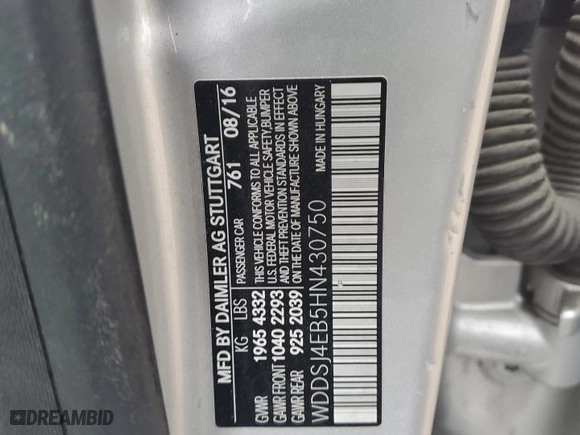 MFD BY DAIMLER AG STUTTGART
KG LBS PASSENGER CAR 761 08/16
GVWR 1965 4332 THIS VEHICLE CONFORMS TO ALL APPLICABLE
GAWR FRONT 1040 2293 U.S. FEDERAL MOTOR VEHICLE SAFETY, BUMPER
AND THEFT PREVENTION STANDARDS IN EFFECT
GAWR REAR 925 2039 ON THE DATE OF MANUFACTURE SHOWN ABOVE
WDDSJ4EB5HN430750 MADE IN HUNGARY
DREAMBID